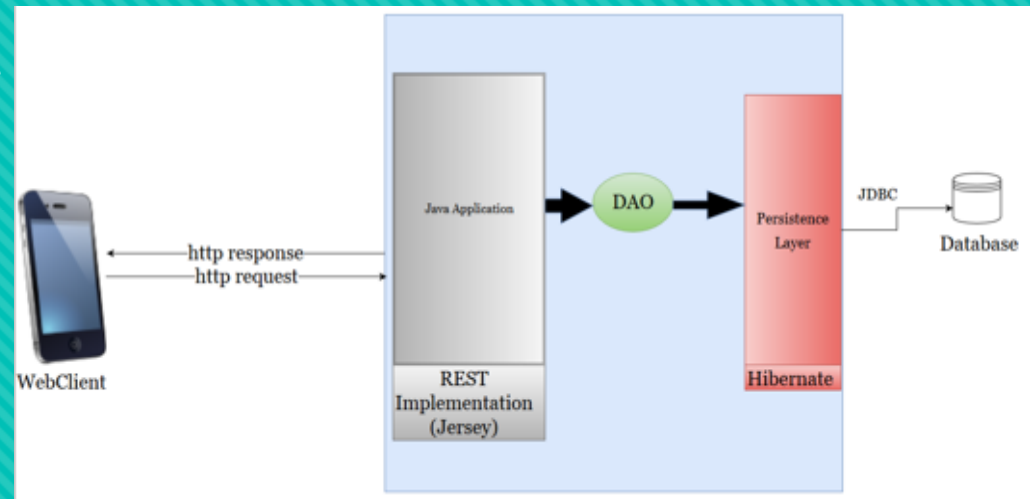 http response
http request
WebClient
Java Application
REST
Implementation
(Jersey)
DAO
Persistence
Layer
Hibernate
JDBC
Database